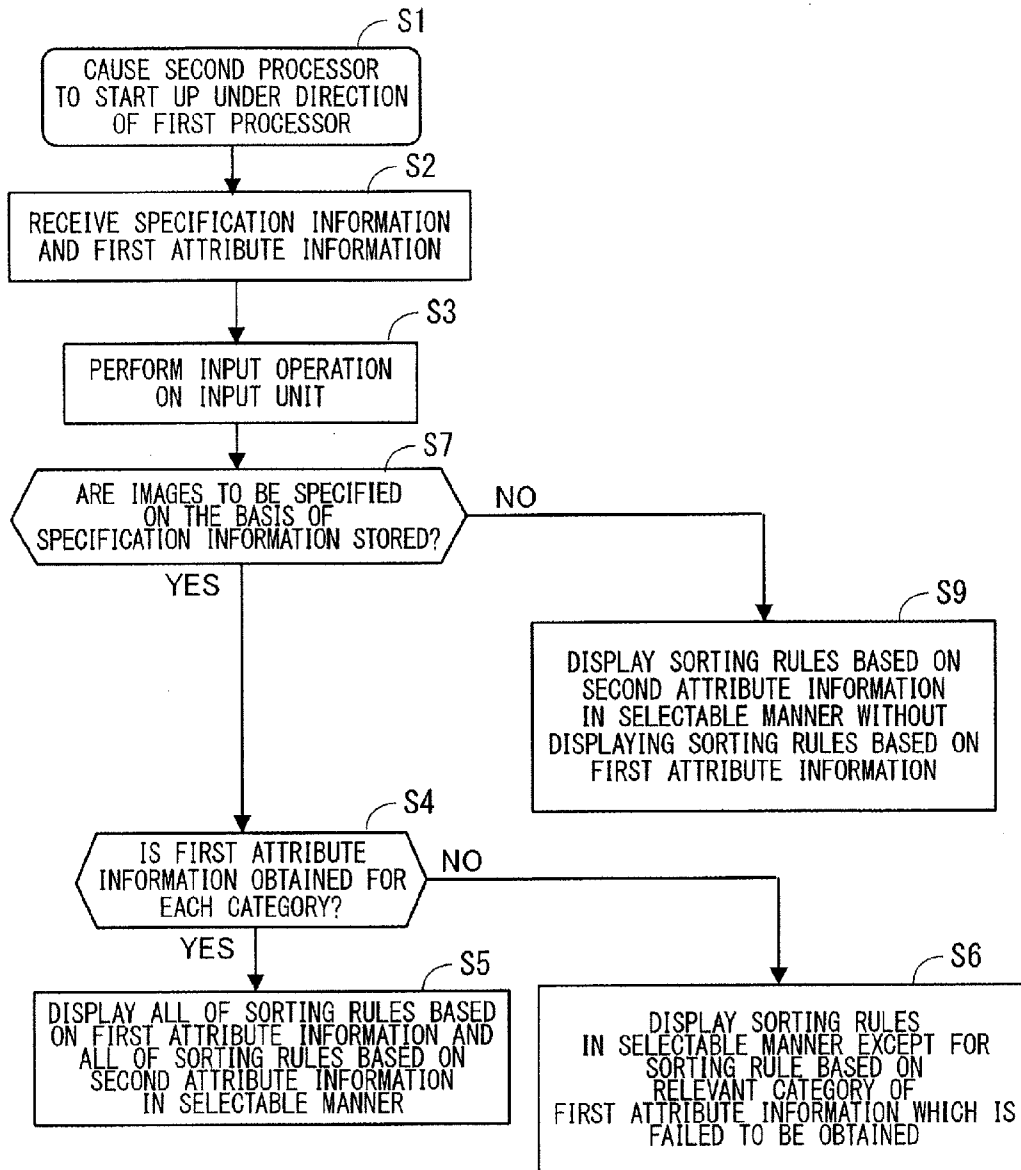 S1
CAUSE SECOND PROCESSOR
TO START UP UNDER DIRECTION
OF FIRST PROCESSOR
S2
RECEIVE SPECIFICATION INFORMATION
AND FIRST ATTRIBUTE INFORMATION
S3
PERFORM INPUT OPERATION
ON INPUT UNIT
S7
ARE IMAGES TO BE SPECIFIED
ON THE BASIS OF
SPECIFICATION INFORMATION STORED?
NO
YES
S9
DISPLAY SORTING RULES BASED ON
SECOND ATTRIBUTE INFORMATION
IN SELECTABLE MANNER WITHOUT
DISPLAYING SORTING RULES BASED ON
FIRST ATTRIBUTE INFORMATION
S4
IS FIRST ATTRIBUTE
INFORMATION OBTAINED FOR
EACH CATEGORY?
NO
YES
S5
DISPLAY ALL OF SORTING RULES BASED
ON FIRST ATTRIBUTE INFORMATION AND
ALL OF SORTING RULES BASED ON
SECOND ATTRIBUTE INFORMATION
IN SELECTABLE MANNER
S6
DISPLAY SORTING RULES
IN SELECTABLE MANNER EXCEPT FOR
SORTING RULE BASED ON
RELEVANT CATEGORY OF
FIRST ATTRIBUTE INFORMATION WHICH IS
FAILED TO BE OBTAINED